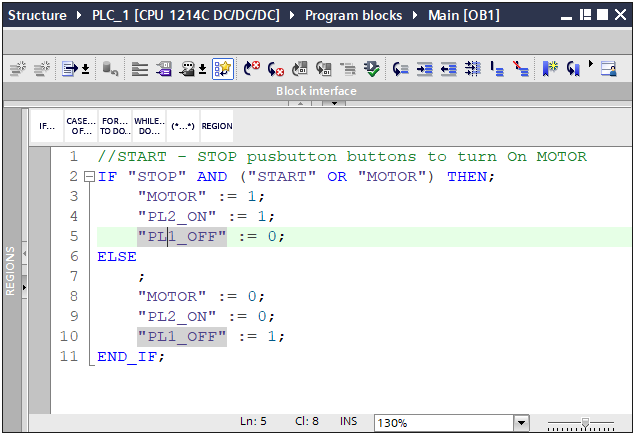 Structure ▸ PLC_1 [CPU 1214C DC/DC/DC] ▸ Program blocks ▸ Main [OB1]
Block interface
IF... CASE... OF... FOR... TO DO.. WHILE.. DO... (*...*) REGION
REGIONS
1 //START - STOP pusbutton buttons to turn On MOTOR
2 IF "STOP" AND ("START" OR "MOTOR") THEN;
3 "MOTOR" := 1;
4 "PL2_ON" := 1;
5 "PL1_OFF" := 0;
6 ELSE
7 ;
8 "MOTOR" := 0;
9 "PL2_ON" := 0;
10 "PL1_OFF" := 1;
11 END_IF;
Ln: 5 Cl: 8 INS 130%